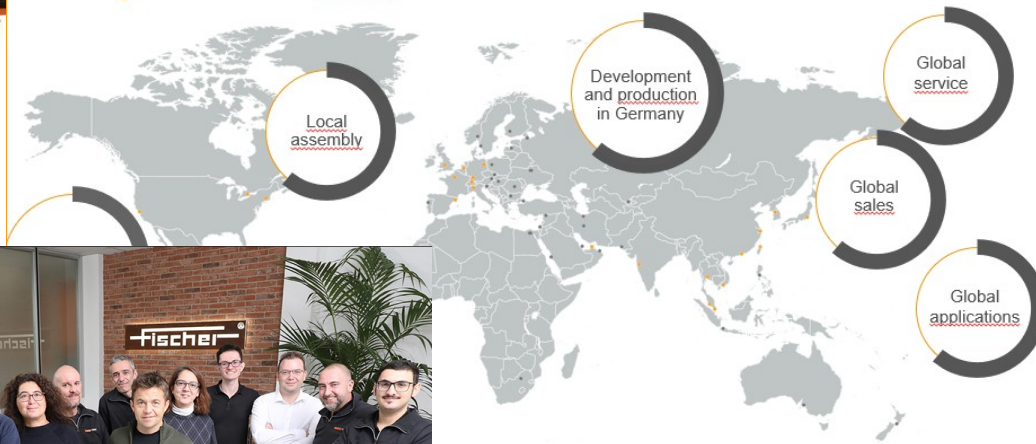 Local
assembly
Development
and production
in Germany
Global
service
Global
sales
Global
applications
fischer